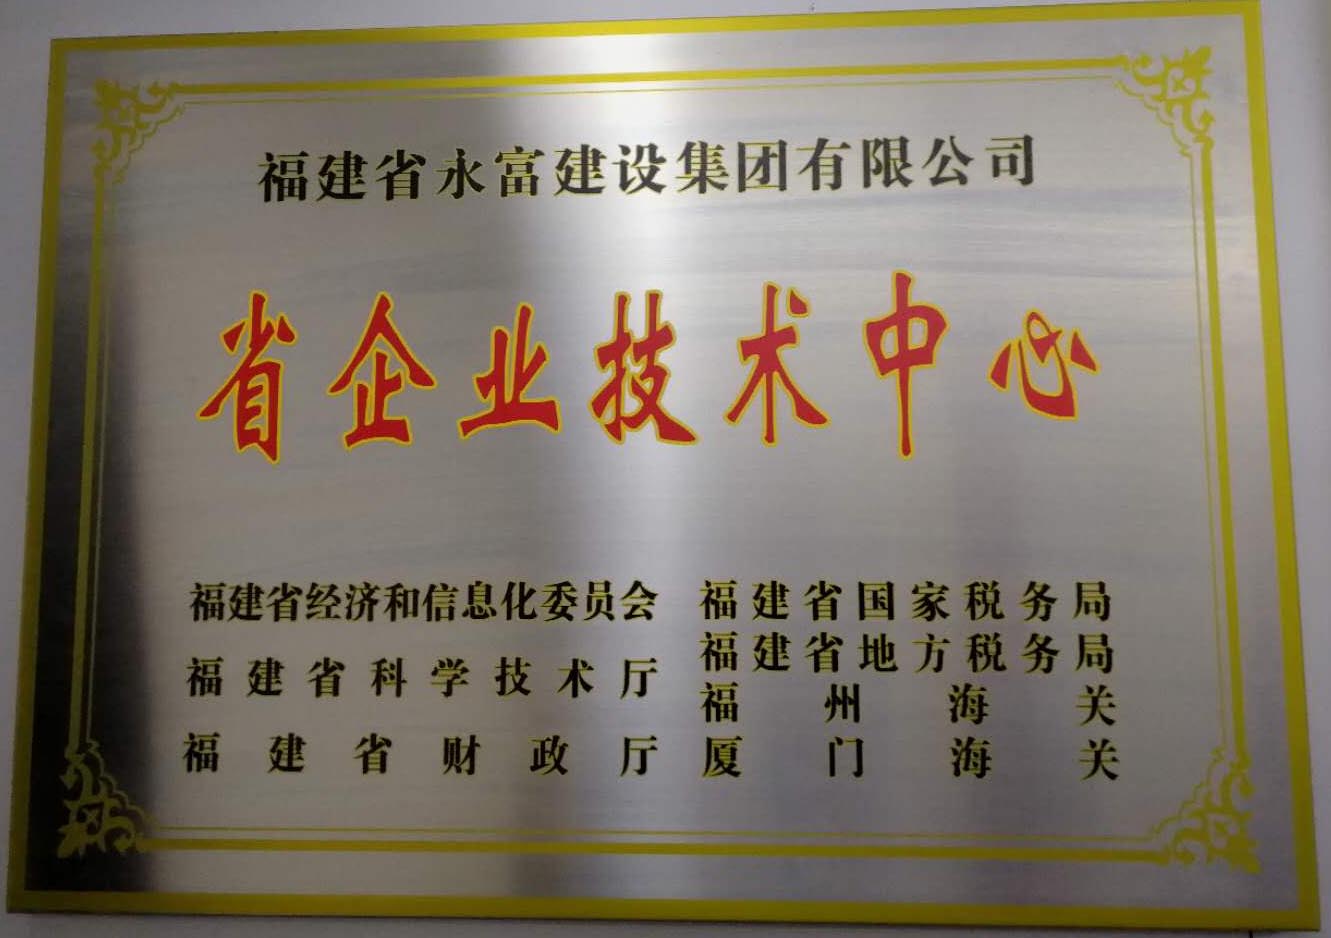 福建省永富建设集团有限公司
省企业技术中心
福建省经济和信息化委员会
福建省科学技术厅
福建省财政厅
福建省国家税务局
福建省地方税务局
福州海关
厦门海关